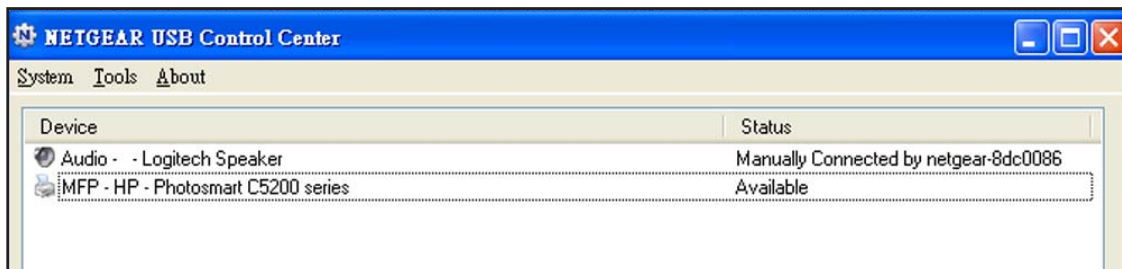 NETGEAR USB Control Center
System Tools About
Device Status
Audio - - Logitech Speaker Manually Connected by netgear-8dc0086
MFP - HP - Photosmart C5200 series Available